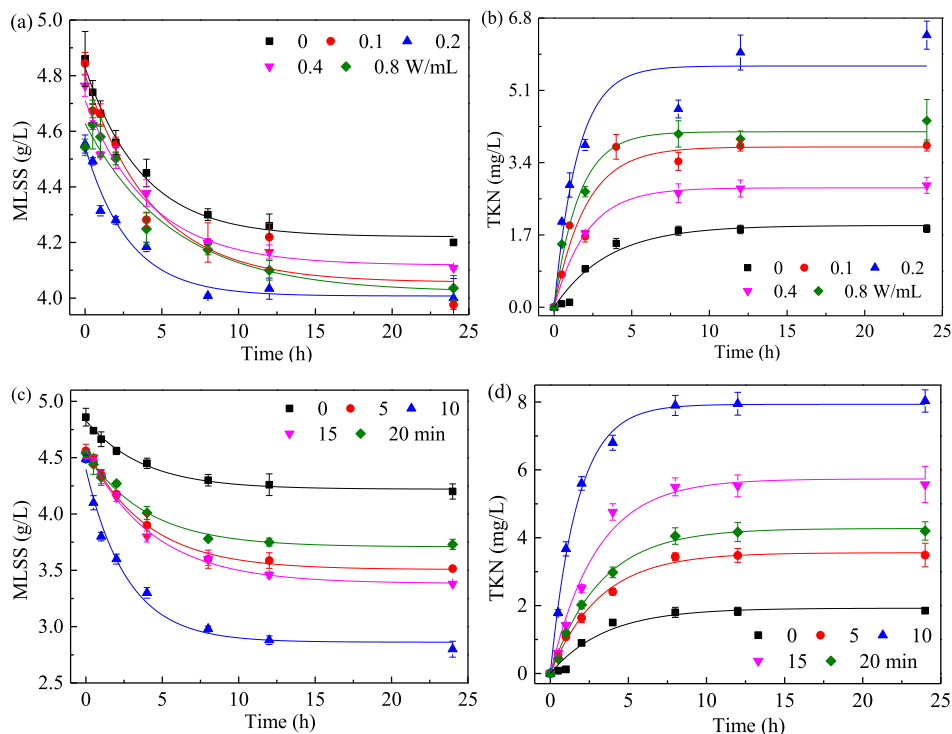 (a)
5.0
4.8
4.6
4.4
4.2
4.0
MLSS (g/L)
0 0.1 0.2
0.4 0.8 W/mL
0 5 10 15 20 25
Time (h)
(b)
6.8
5.1
3.4
1.7
0.0
TKN (mg/L)
0 0.1 0.2
0.4 0.8 W/mL
0 5 10 15 20 25
Time (h)
(c)
5.0
4.5
4.0
3.5
3.0
2.5
MLSS (g/L)
0 5 10
15 20 min
0 5 10 15 20 25
Time (h)
(d)
8
6
4
2
0
TKN (mg/L)
0 5 10
15 20 min
0 5 10 15 20 25
Time (h)